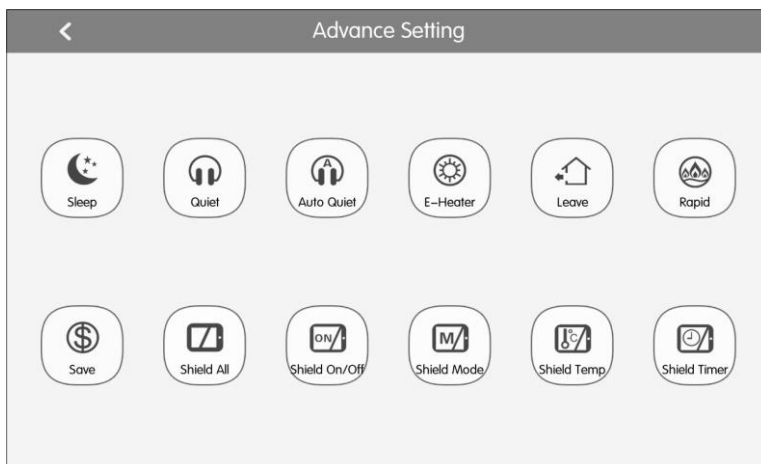 Advance Setting
Sleep
Quiet
A
Auto Quiet
E-Heater
Leave
Rapid
$
Save
Shield All
ON
Shield On/Off
M
Shield Mode
°C
Shield Temp
Shield Timer